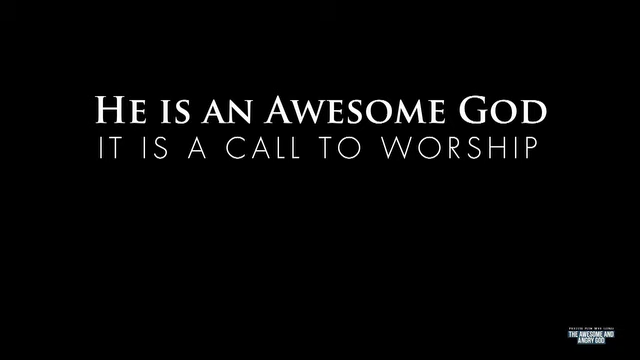 HE IS AN AWESOME GOD
IT IS A CALL TO WORSHIP
THE AWESOME AND
ANGRY GOD